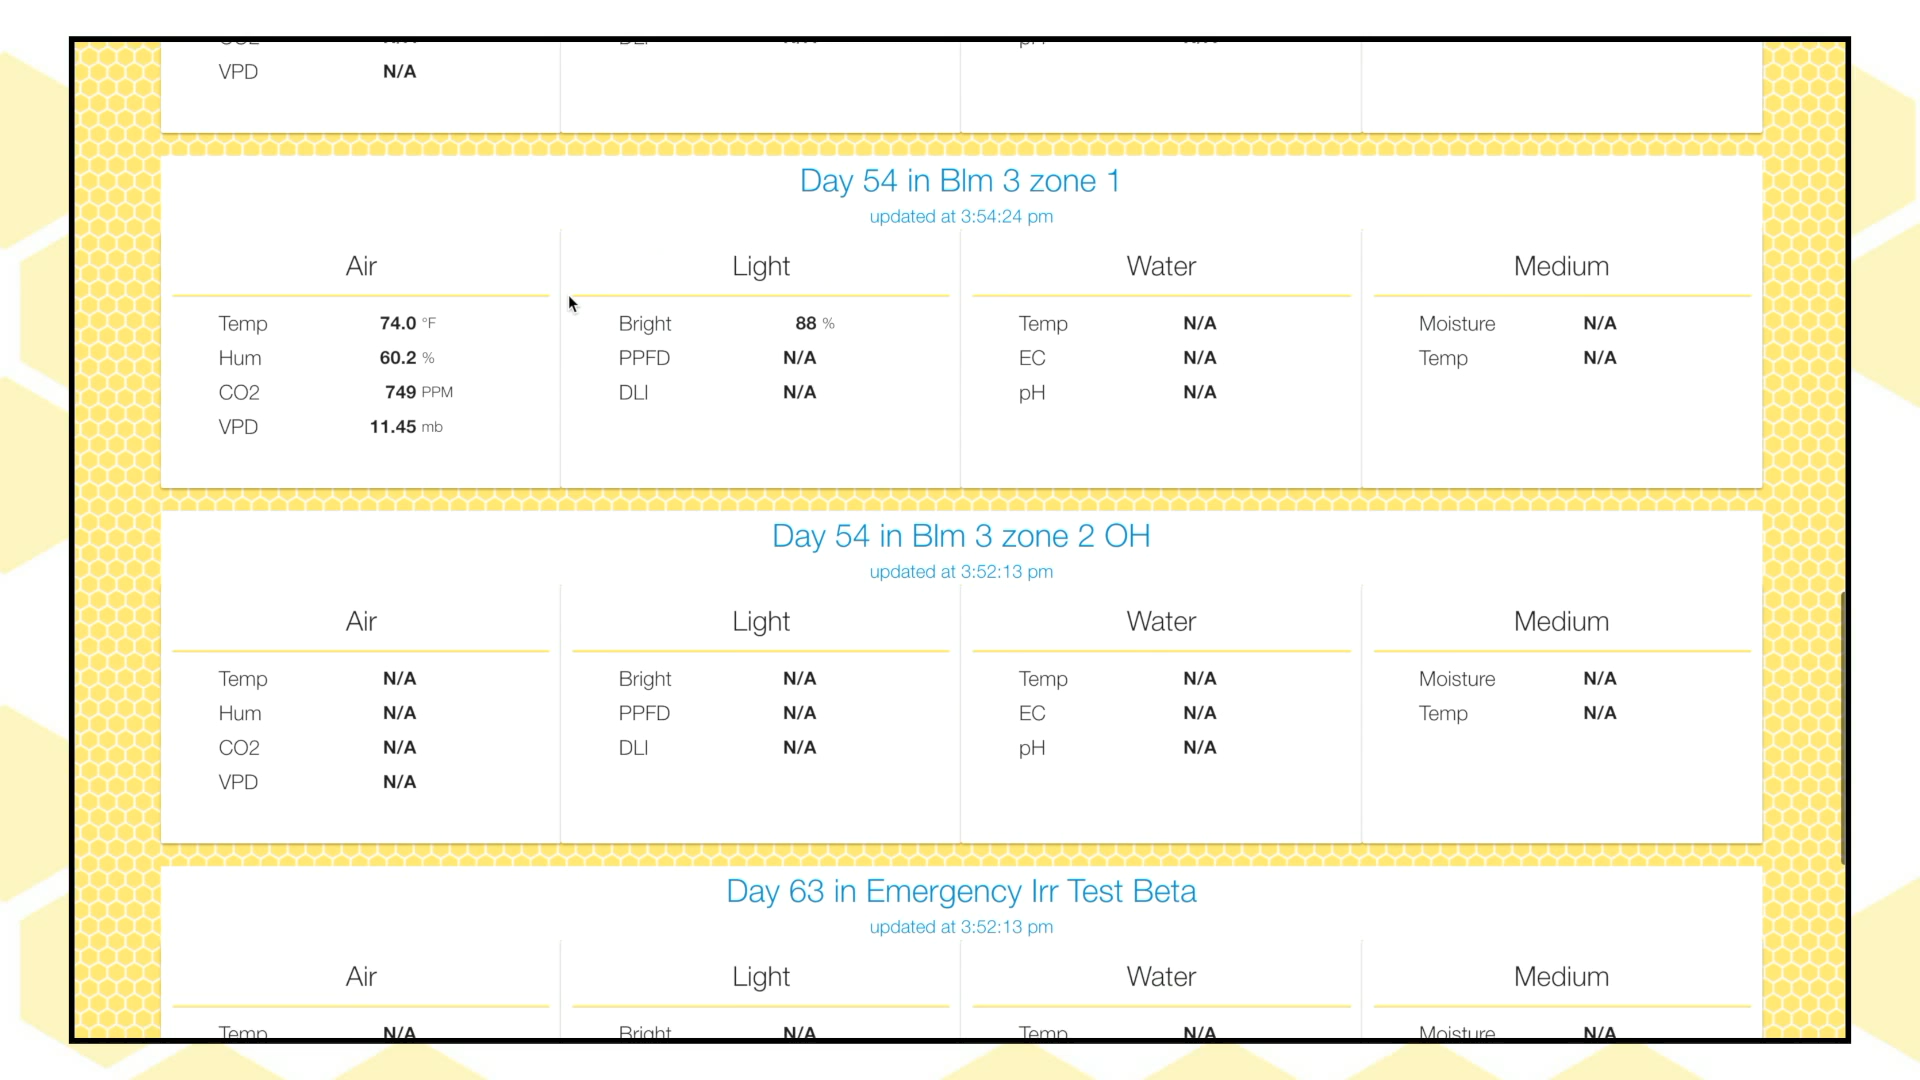 VPD N/A
Day 54 in Blm 3 zone 1
updated at 3:54:24 pm
Air Light Water Medium
Temp 74.0 °F Bright 88 % Temp N/A Moisture N/A
Hum 60.2 % PPFD N/A EC N/A Temp N/A
CO2 749 PPM DLI N/A pH N/A
VPD 11.45 mb
Day 54 in Blm 3 zone 2 OH
updated at 3:52:13 pm
Air Light Water Medium
Temp N/A Bright N/A Temp N/A Moisture N/A
Hum N/A PPFD N/A EC N/A Temp N/A
CO2 N/A DLI N/A pH N/A
VPD N/A
Day 63 in Emergency Irr Test Beta
updated at 3:52:13 pm
Air Light Water Medium
Temp N/A Bright N/A Temp N/A Moisture N/A